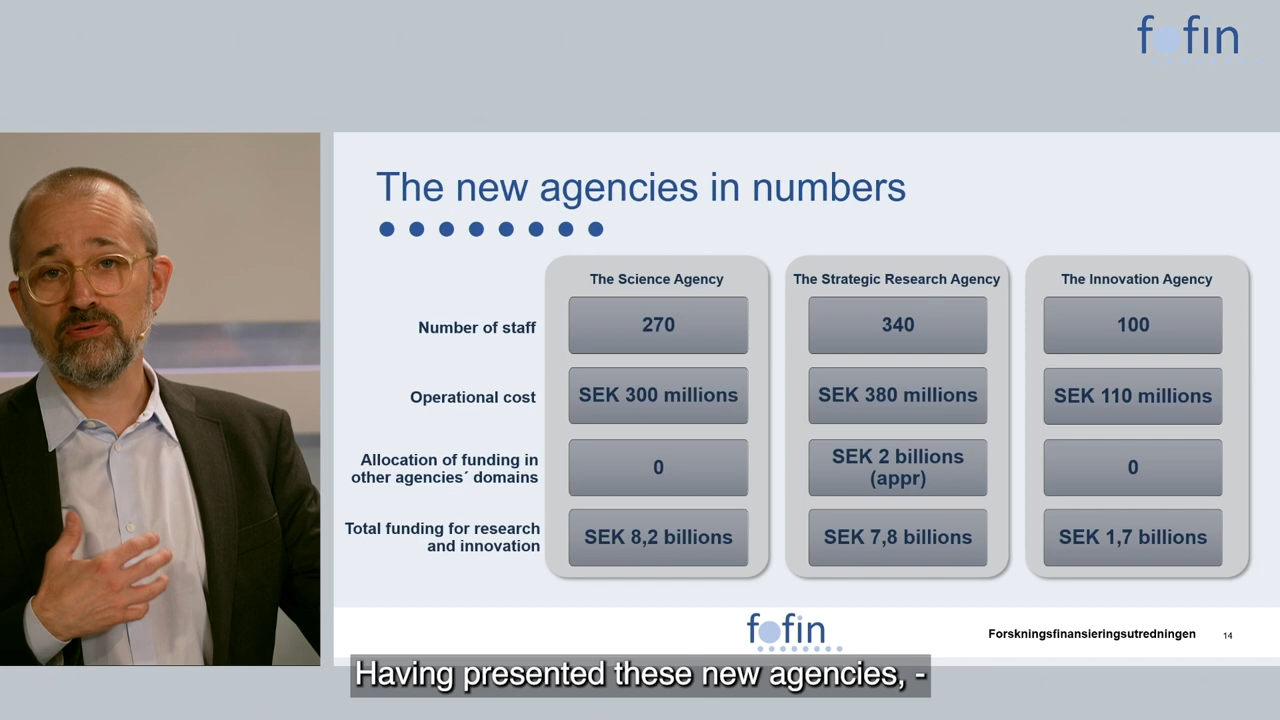 fofin
The new agencies in numbers
The Science Agency
The Strategic Research Agency
The Innovation Agency
Number of staff
270
340
100
Operational cost
SEK 300 millions
SEK 380 millions
SEK 110 millions
Allocation of funding in
other agencies´ domains
0
SEK 2 billions
(appr)
0
Total funding for research
and innovation
SEK 8,2 billions
SEK 7,8 billions
SEK 1,7 billions
fofin
Forskningsfinansieringsutredningen
14
Having presented these new agencies, -